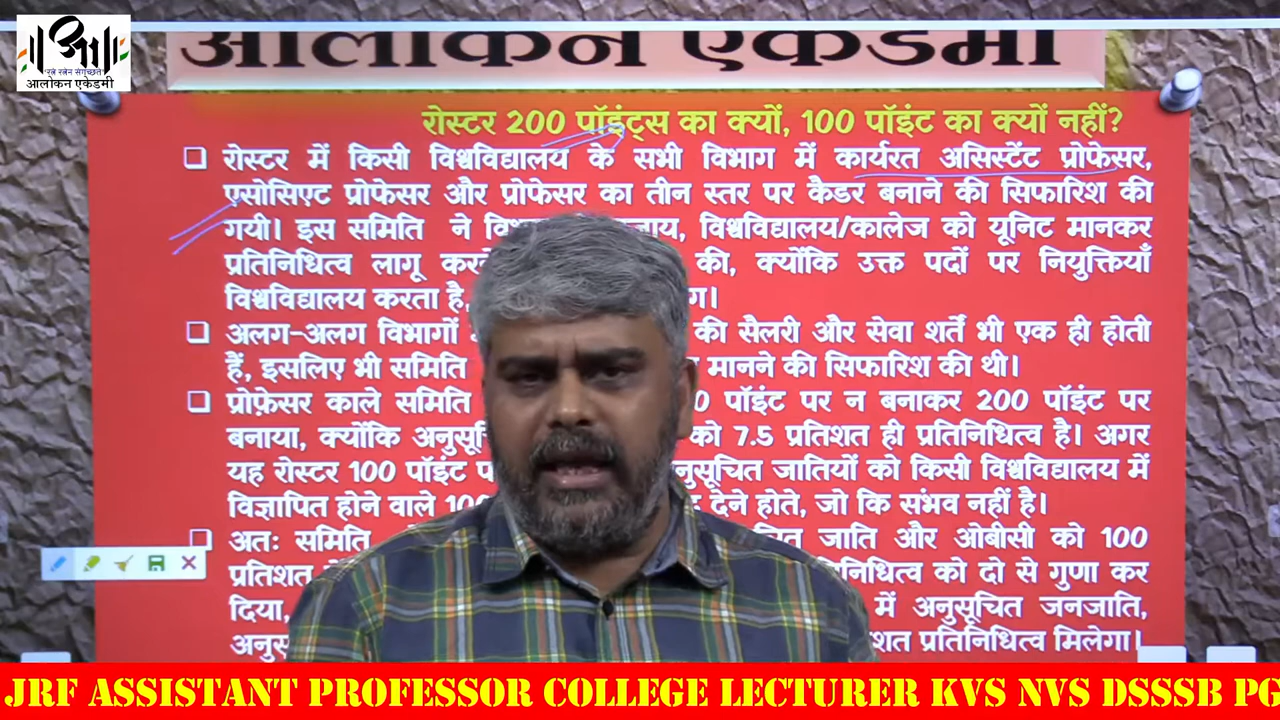 आलोकन एकेडमी
आ
रत्नं रत्नेन संगच्छते
आलोकन एकेडमी
रोस्टर 200 पॉइंट्स का क्यों, 100 पॉइंट का क्यों नहीं?
रोस्टर में किसी विश्वविद्यालय के सभी विभाग में कार्यरत असिस्टेंट प्रोफेसर,
एसोसिएट प्रोफेसर और प्रोफेसर का तीन स्तर पर कैडर बनाने की सिफारिश की
गयी। इस समिति ने, विश्वविद्यालय/कालेज को यूनिट मानकर
प्रतिनिधित्व लागू की, क्योंकि उक्त पदों पर नियुक्तियाँ
विश्वविद्यालय करता है,
अलग-अलग विभागों की सैलरी और सेवा शर्तें भी एक ही होती
हैं, इसलिए भी समिति मानने की सिफारिश की थी।
प्रोफ़ेसर काले समिति पॉइंट पर न बनाकर 200 पॉइंट पर
बनाया, क्योंकि को 7.5 प्रतिशत ही प्रतिनिधित्व है। अगर
यह रोस्टर 100 पॉइंट जातियों को किसी विश्वविद्यालय में
विज्ञापित होने वाले देने होते, जो कि संभव नहीं है।
अतः समिति जाति और ओबीसी को 100
प्रतिशत को दो से गुणा कर
दिया, में अनुसूचित जनजाति,
प्रतिनिधित्व मिलेगा।
JRF ASSISTANT PROFESSOR COLLEGE LECTURER KVS NVS DSSSB PG